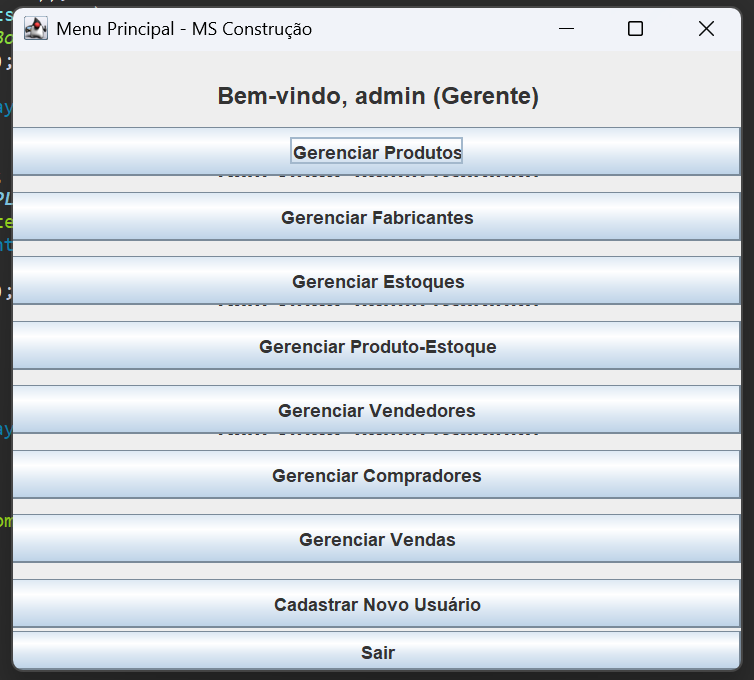 Menu Principal - MS Construção
Bem-vindo, admin (Gerente)
Gerenciar Produtos
Gerenciar Fabricantes
Gerenciar Estoques
Gerenciar Produto-Estoque
Gerenciar Vendedores
Gerenciar Compradores
Gerenciar Vendas
Cadastrar Novo Usuário
Sair